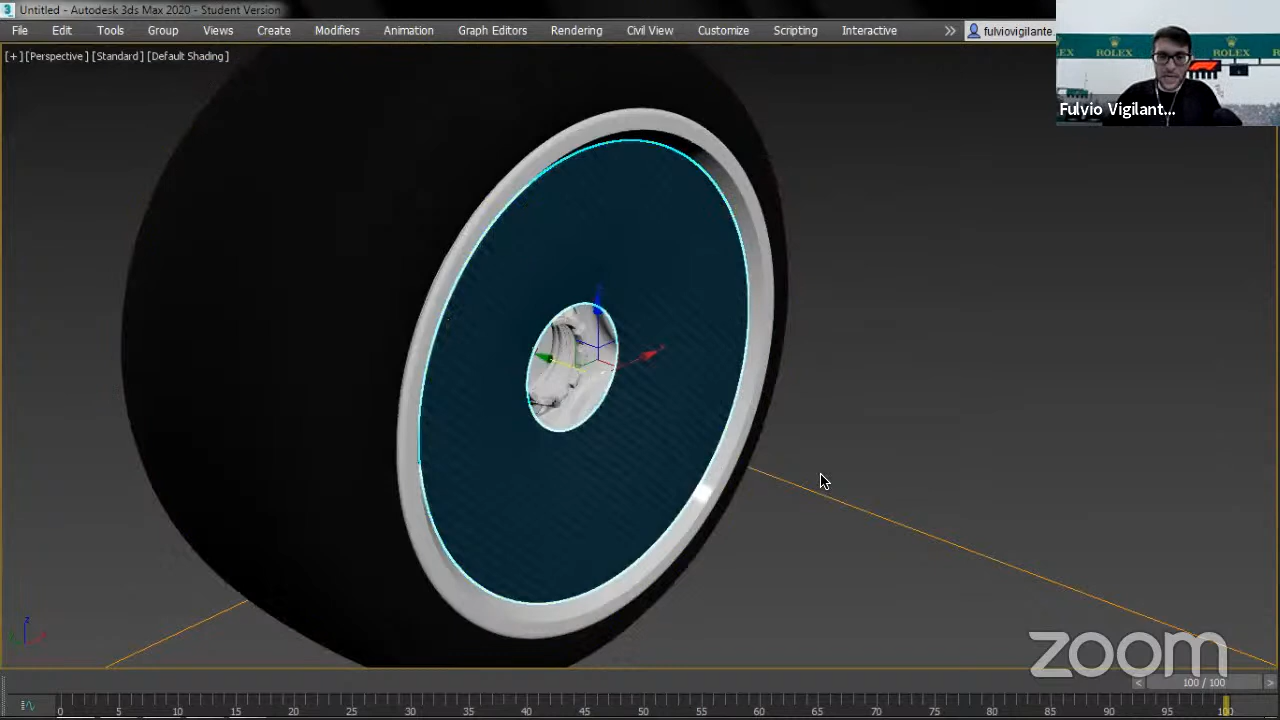 3 Untitled - Autodesk 3ds Max 2020 - Student Version
File Edit Tools Group Views Create Modifiers Animation Graph Editors Rendering Civil View Customize Scripting Interactive » fulviovigilante
[+] [Perspective] [Standard] [Default Shading]
ROLEX ROLEX
Fulvio Vigilant...
z
zoom
< 100 / 100 >
0 5 10 15 20 25 30 35 40 45 50 55 60 65 70 75 80 85 90 95 100